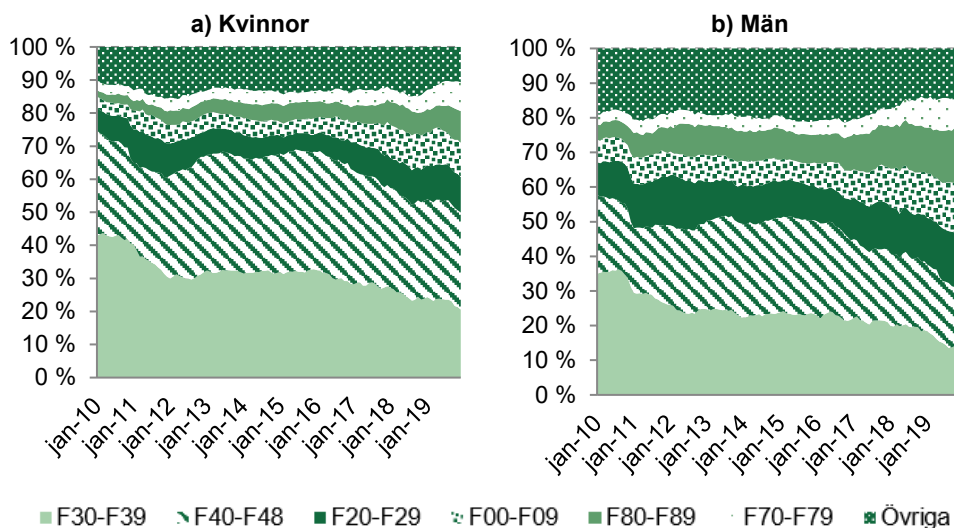 a) Kvinnor
100 %
90 %
80 %
70 %
60 %
50 %
40 %
30 %
20 %
10 %
0 %
jan-10
jan-11
jan-12
jan-13
jan-14
jan-15
jan-16
jan-17
jan-18
jan-19
b) Män
100 %
90 %
80 %
70 %
60 %
50 %
40 %
30 %
20 %
10 %
0 %
jan-10
jan-11
jan-12
jan-13
jan-14
jan-15
jan-16
jan-17
jan-18
jan-19
F30-F39 F40-F48 F20-F29 F00-F09 F80-F89 F70-F79 Övriga